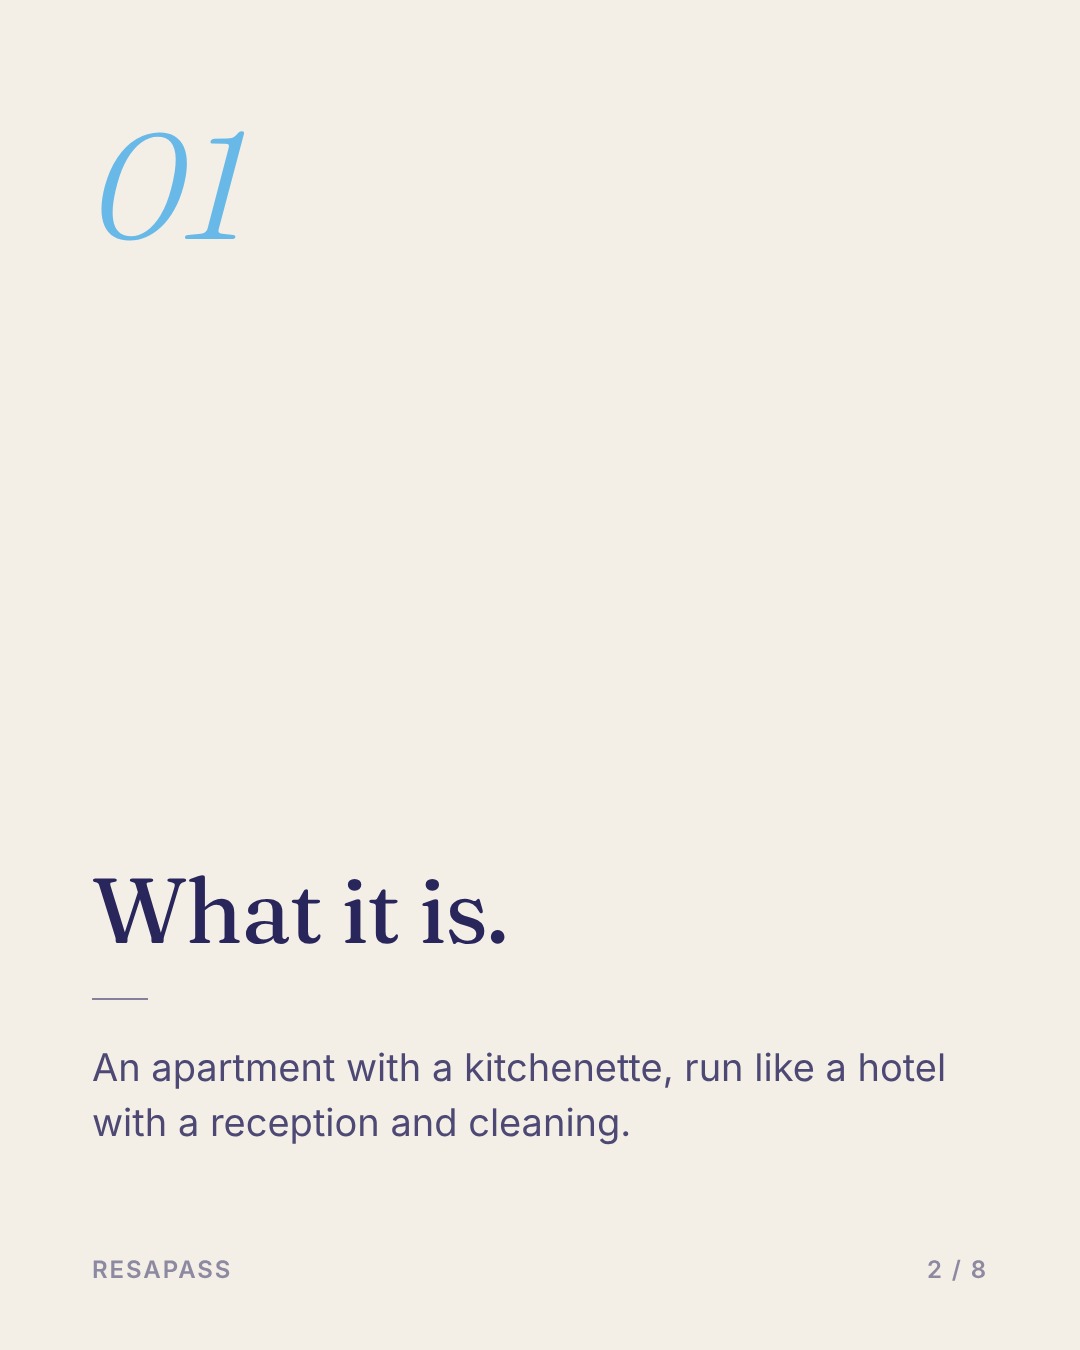 01
What it is.
An apartment with a kitchenette, run like a hotel
with a reception and cleaning.
RESAPASS
2 / 8